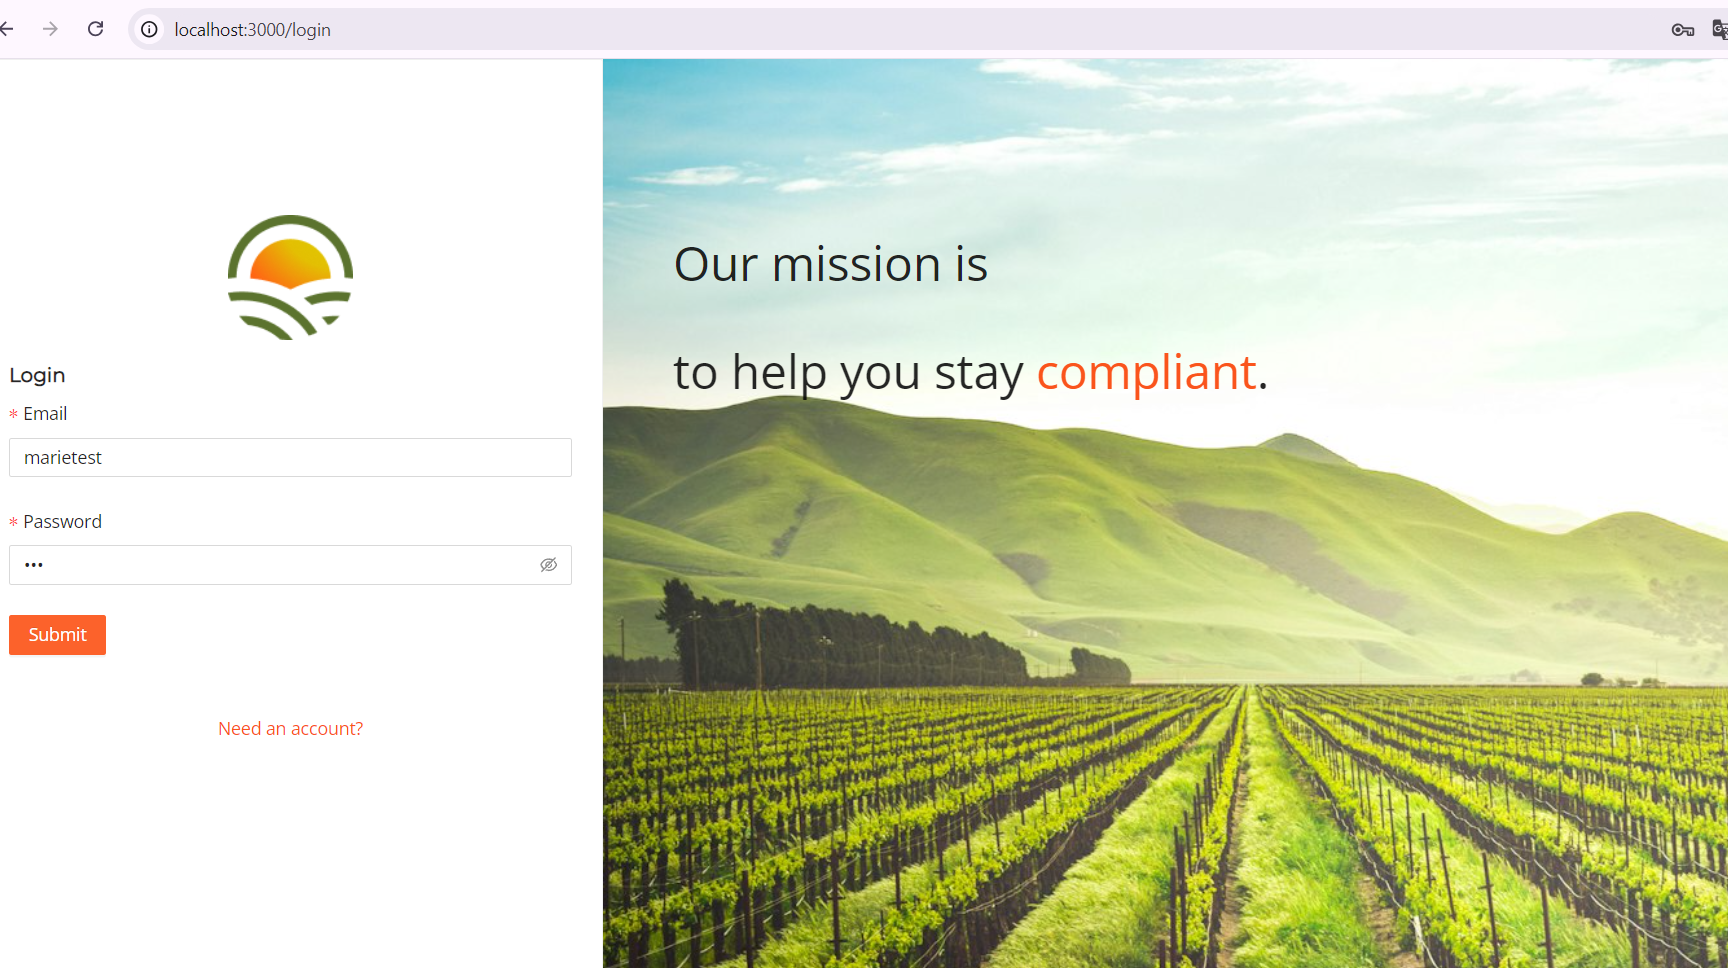 localhost:3000/login
Our mission is
to help you stay compliant.
Login
* Email
marietest
* Password
•••
Submit
Need an account?